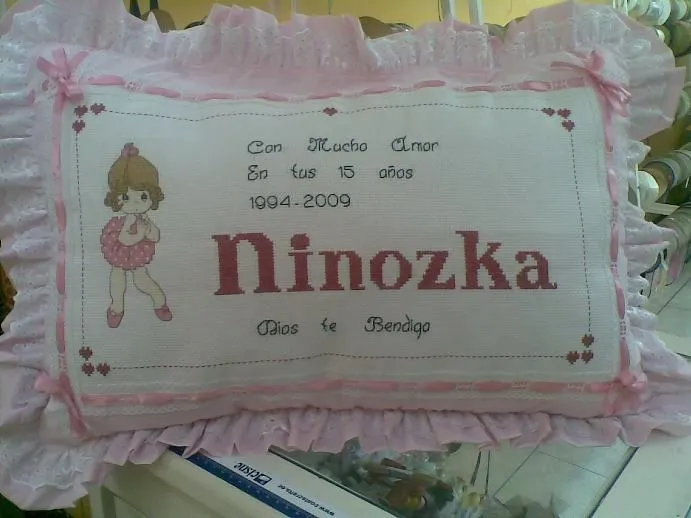 Con Mucho Amor
En tus 15 años
1994-2009
Ninozka
Dios te Bendiga